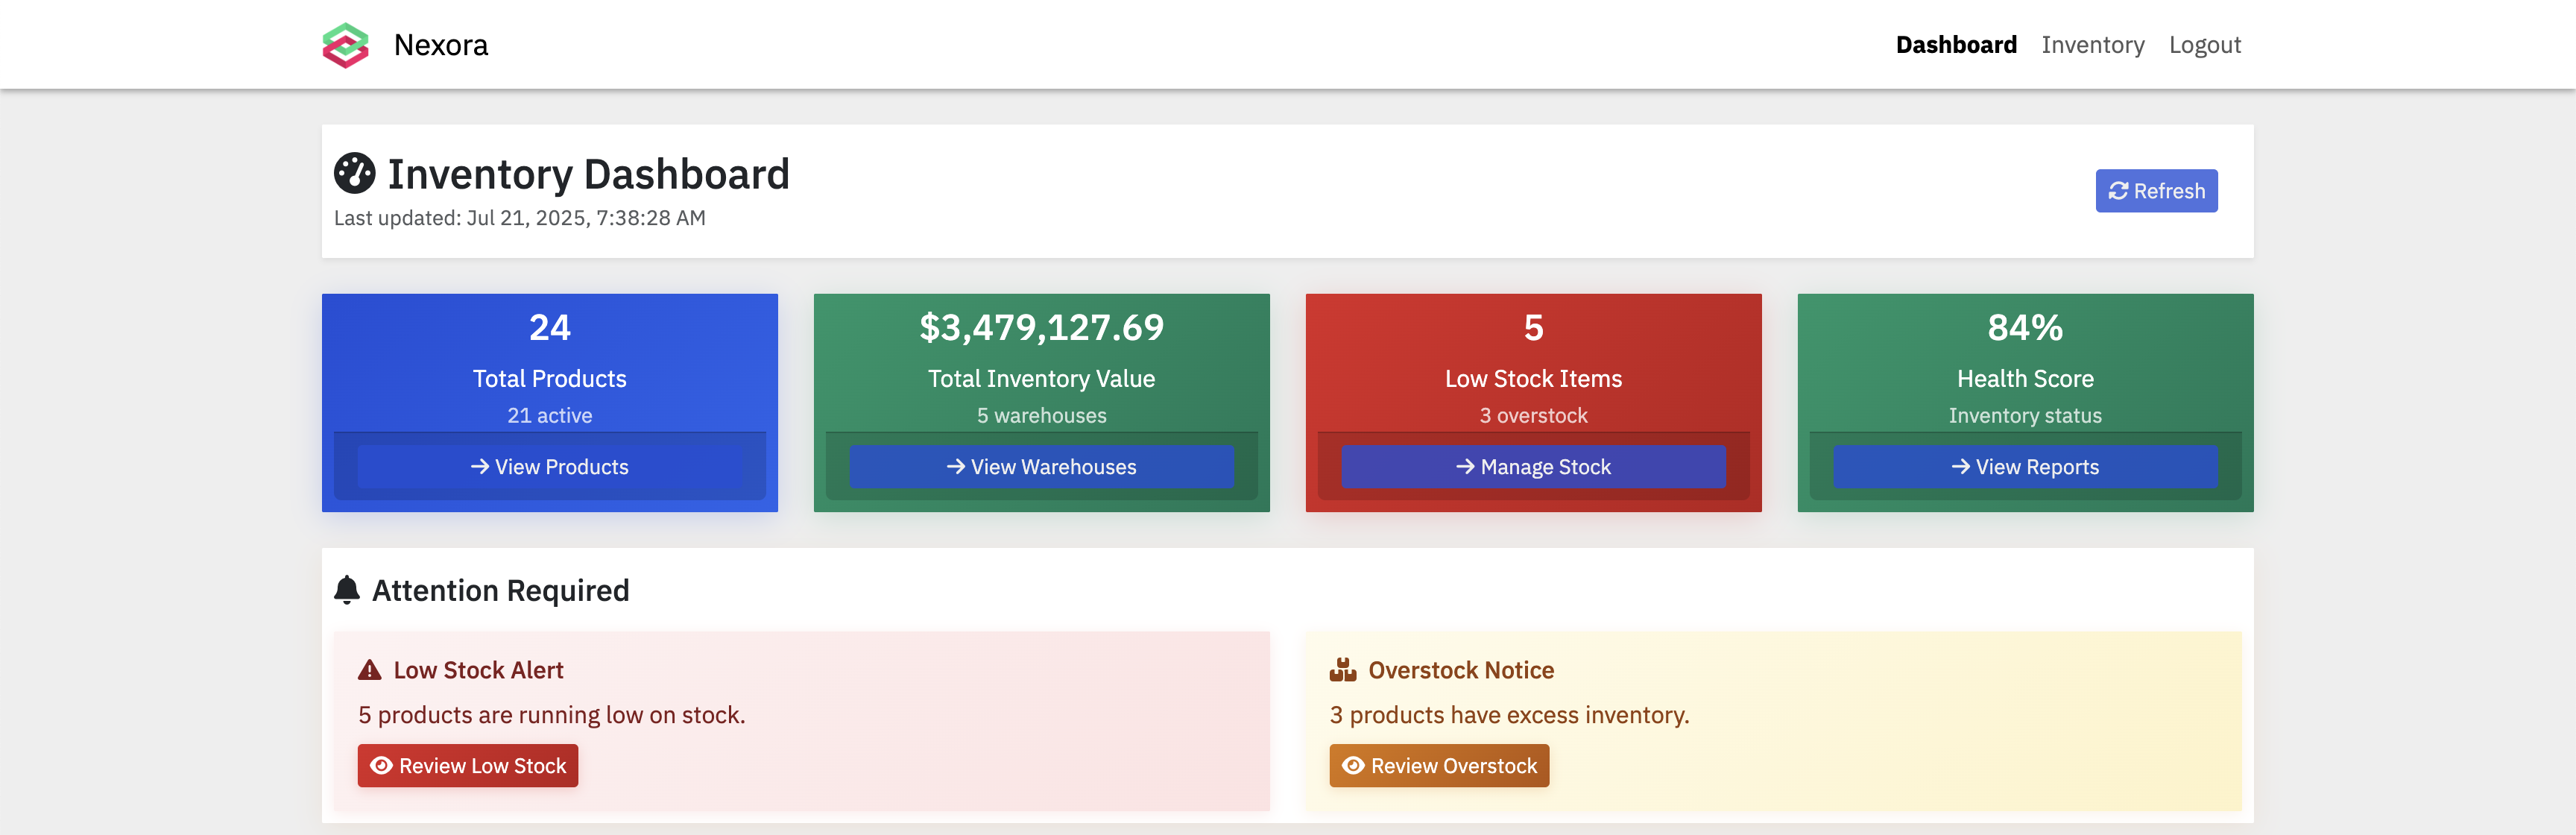 Nexora
Dashboard Inventory Logout
Inventory Dashboard
Last updated: Jul 21, 2025, 7:38:28 AM
Refresh
24
Total Products
21 active
View Products
$3,479,127.69
Total Inventory Value
5 warehouses
View Warehouses
5
Low Stock Items
3 overstock
Manage Stock
84%
Health Score
Inventory status
View Reports
Attention Required
Low Stock Alert
5 products are running low on stock.
Review Low Stock
Overstock Notice
3 products have excess inventory.
Review Overstock